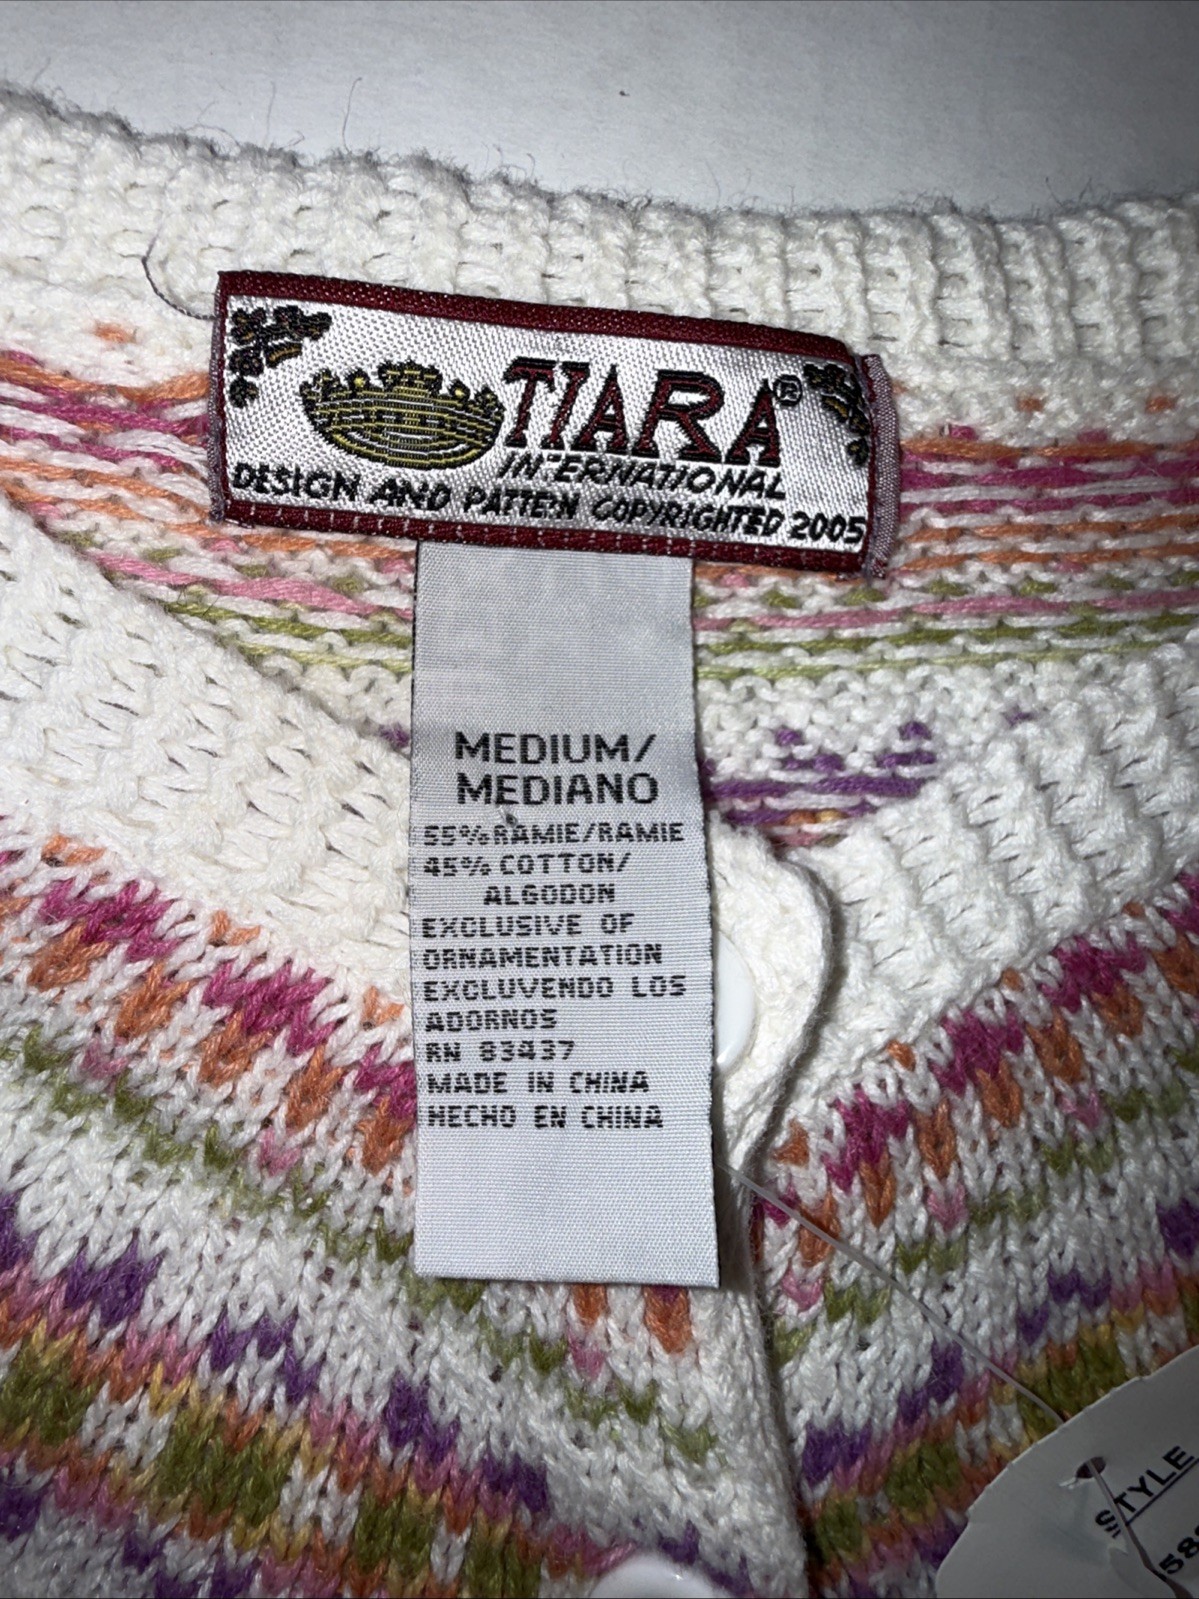 TIARA®
INTERNATIONAL
DESIGN AND PATTERN COPYRIGHTED 2005
MEDIUM/
MEDIANO
55% RAMIE/RAMIE
45% COTTON/
ALGODON
EXCLUSIVE OF
ORNAMENTATION
EXCLUVENDO LOS
ADORNOS
RN 83437
MADE IN CHINA
HECHO EN CHINA
STYLE